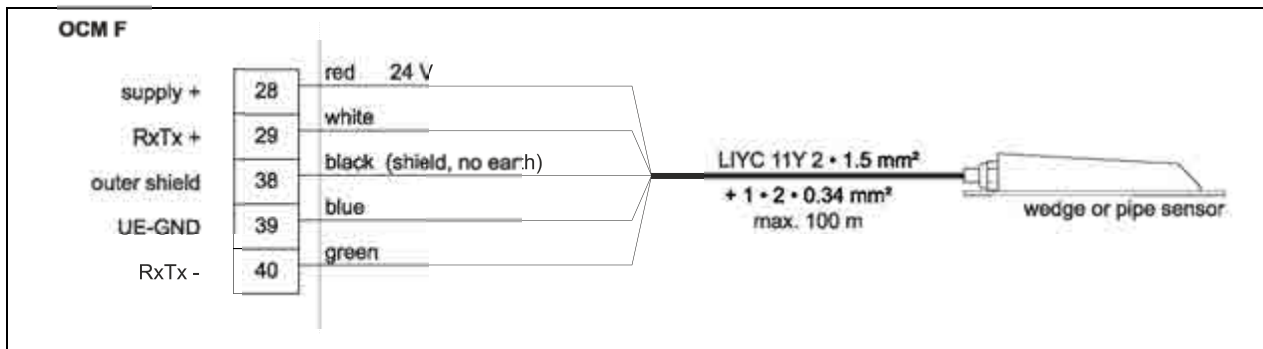 OCM F
supply + 28 red 24 V
RxTx + 29 white
outer shield 38 black (shield, no earth)
UE-GND 39 blue
RxTx - 40 green
LIYC 11Y 2 • 1.5 mm²
+ 1 • 2 • 0.34 mm²
max. 100 m
wedge or pipe sensor